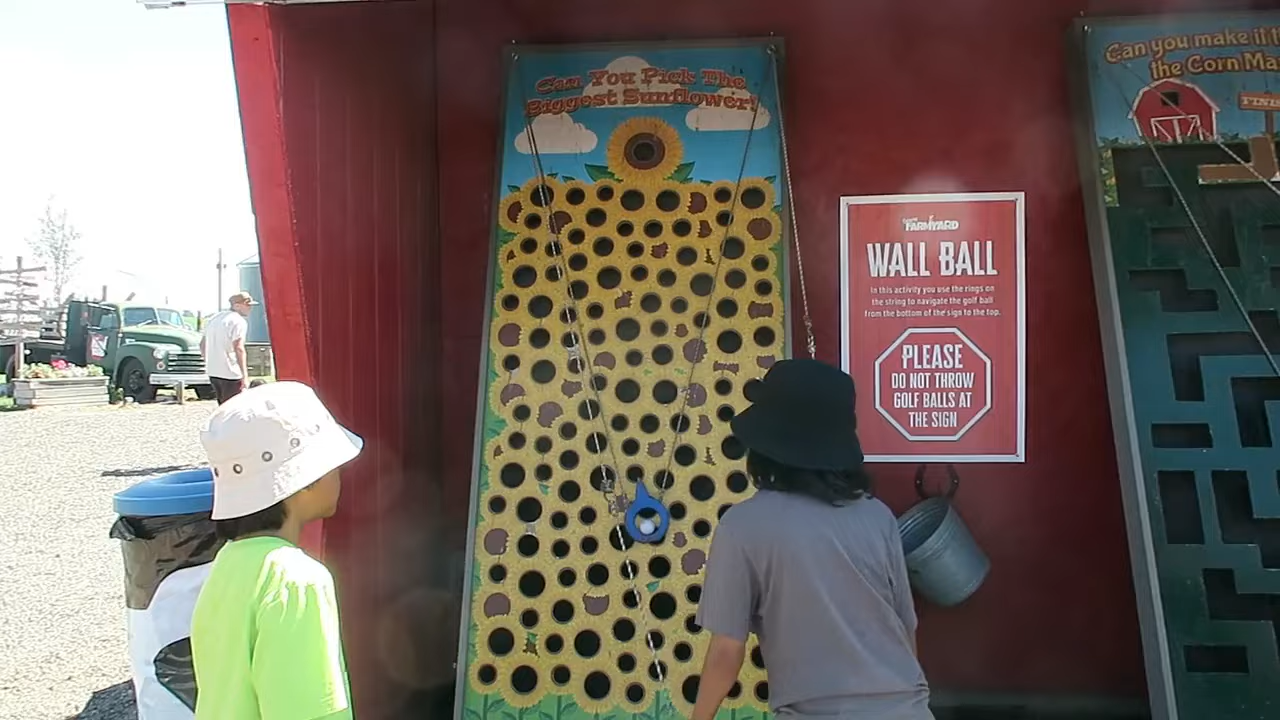 Can You Pick The
Biggest Sunflower?
FARMYARD
WALL BALL
In this activity you use the rings on
the string to navigate the golf ball
from the bottom of the sign to the top.
PLEASE
DO NOT THROW
GOLF BALLS AT
THE SIGN
Can you make it
the Corn